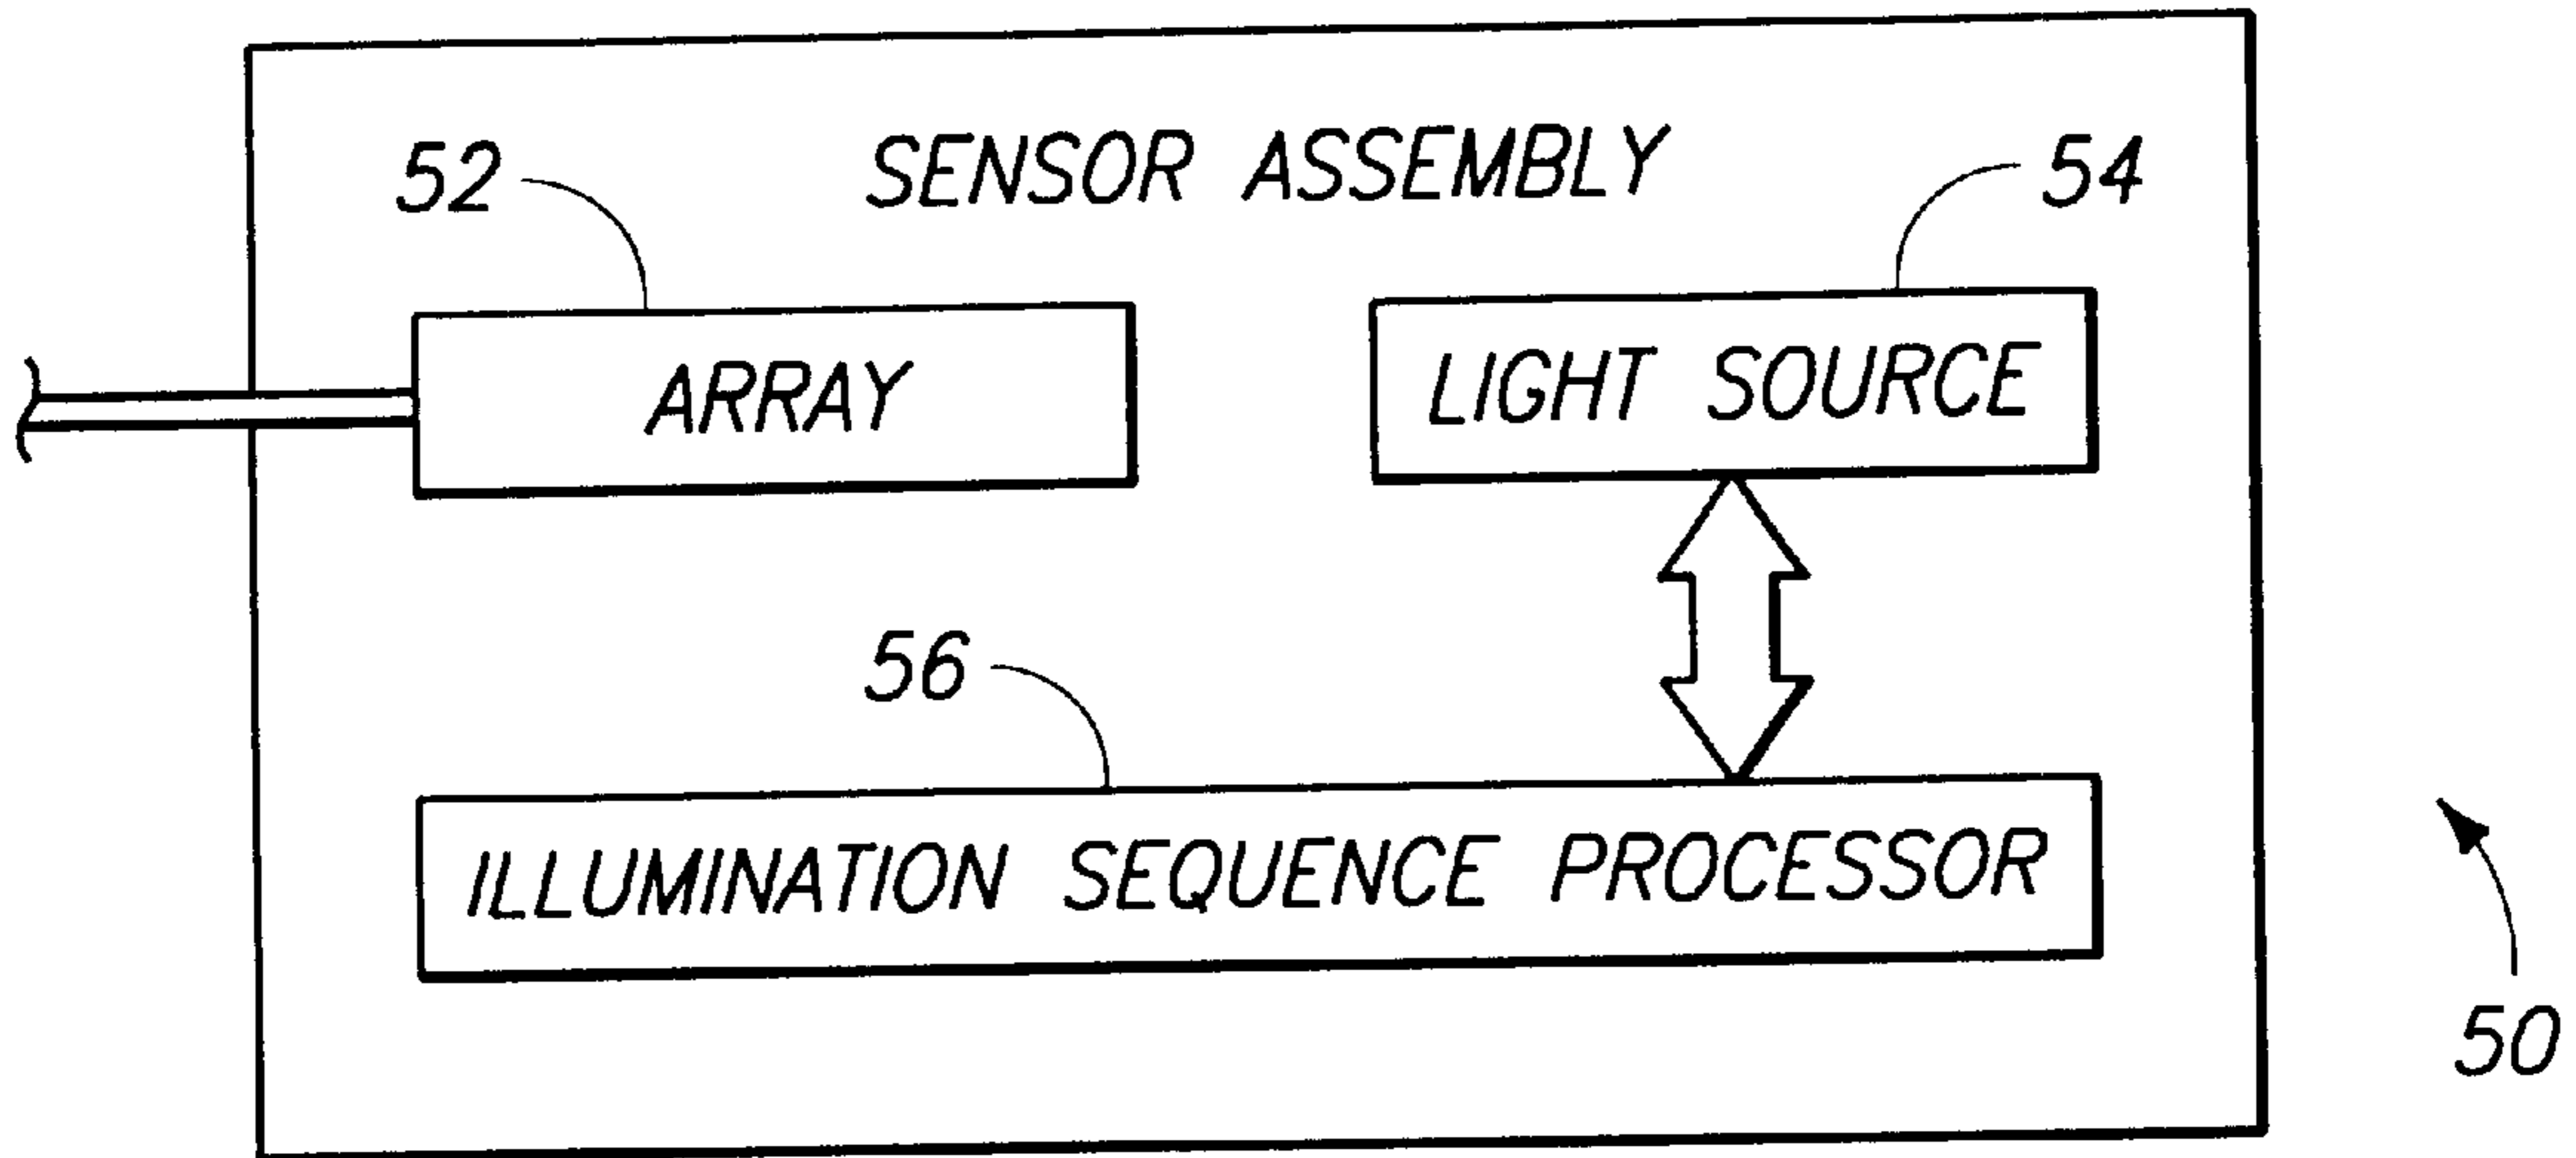 SENSOR ASSEMBLY
52
54
ARRAY
LIGHT SOURCE
56
ILLUMINATION SEQUENCE PROCESSOR
50